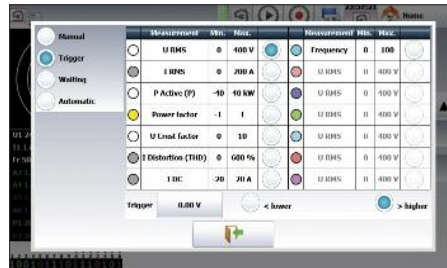 Home
Manual
Trigger
Waiting
Automatic
Measurement Min. Max.
U RMS 0 400 V
I RMS 0 200 A
P Active (P) -40 40 kW
Power factor -1 1
U Crest factor 0 10
I Distortion (THD) 0 600 %
I DC -20 20 A
Measurement Min. Max.
Frequency 0 100
U RMS 0 400 V
U RMS 0 400 V
U RMS 0 400 V
U RMS 0 400 V
U RMS 0 400 V
U RMS 0 400 V
Trigger 0.00 V < lower > higher